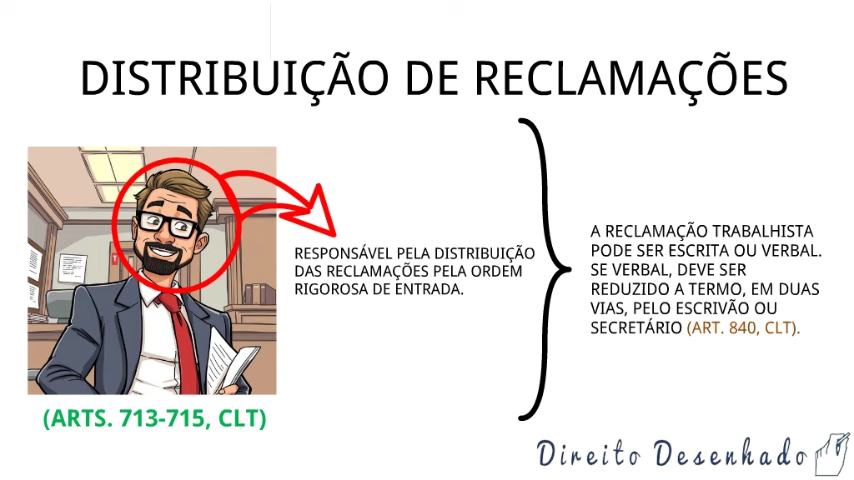 DISTRIBUIÇÃO DE RECLAMAÇÕES
RESPONSÁVEL PELA DISTRIBUIÇÃO
DAS RECLAMAÇÕES PELA ORDEM
RIGOROSA DE ENTRADA.
(ARTS. 713-715, CLT)
A RECLAMAÇÃO TRABALHISTA
PODE SER ESCRITA OU VERBAL.
SE VERBAL, DEVE SER
REDUZIDO A TERMO, EM DUAS
VIAS, PELO ESCRIVÃO OU
SECRETÁRIO (ART. 840, CLT).
Direito Desenhado